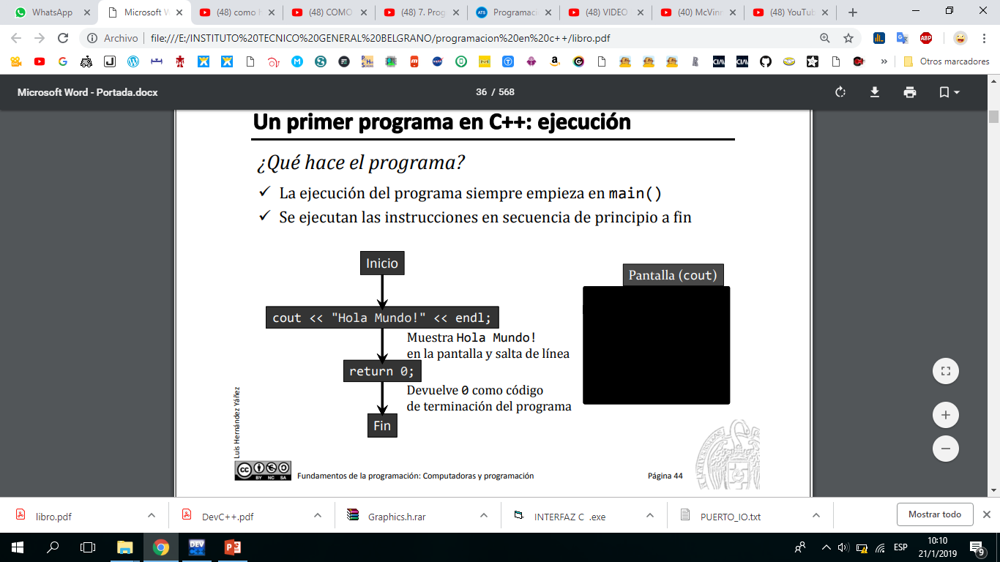 WhatsApp
Microsoft W
(48) como h
(48) COMO
(48) 7. Prog
Programaci
(48) VIDEO
(40) McVinn
(48) YouTub
Archivo | file:///E:/INSTITUTO%20TECNICO%20GENERAL%20BELGRANO/programacion%20en%20c++/libro.pdf
Otros marcadores
Microsoft Word - Portada.docx
36 / 568
Un primer programa en C++: ejecución
¿Qué hace el programa?
✓ La ejecución del programa siempre empieza en main()
✓ Se ejecutan las instrucciones en secuencia de principio a fin
Inicio
Pantalla (cout)
cout << "Hola Mundo!" << endl;
Muestra Hola Mundo!
en la pantalla y salta de línea
return 0;
Devuelve 0 como código
de terminación del programa
Fin
Luis Hernández Yáñez
BY NC SA
Fundamentos de la programación: Computadoras y programación
Página 44
libro.pdf
DevC++.pdf
Graphics.h.rar
INTERFAZ C .exe
PUERTO_IO.txt
Mostrar todo
ESP
10:10
21/1/2019
9